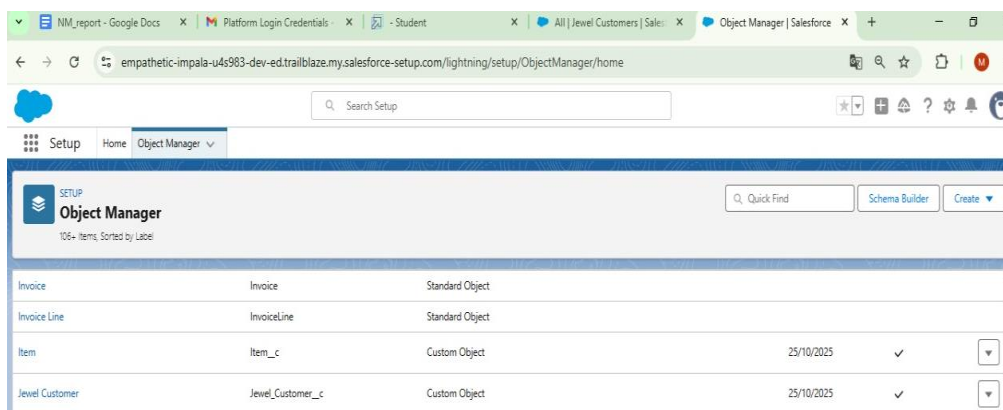 NM_report - Google Docs
Platform Login Credentials -
- Student
All | Jewel Customers | Sales
Object Manager | Salesforce
empathetic-impala-u4s983-dev-ed.trailblaze.my.salesforce-setup.com/lightning/setup/ObjectManager/home
M
Search Setup
Setup Home Object Manager
SETUP
Object Manager
106+ Items, Sorted by Label
Quick Find Schema Builder Create
Invoice Invoice Standard Object
Invoice Line InvoiceLine Standard Object
Item Item__c Custom Object 25/10/2025
Jewel Customer Jewel_Customer__c Custom Object 25/10/2025